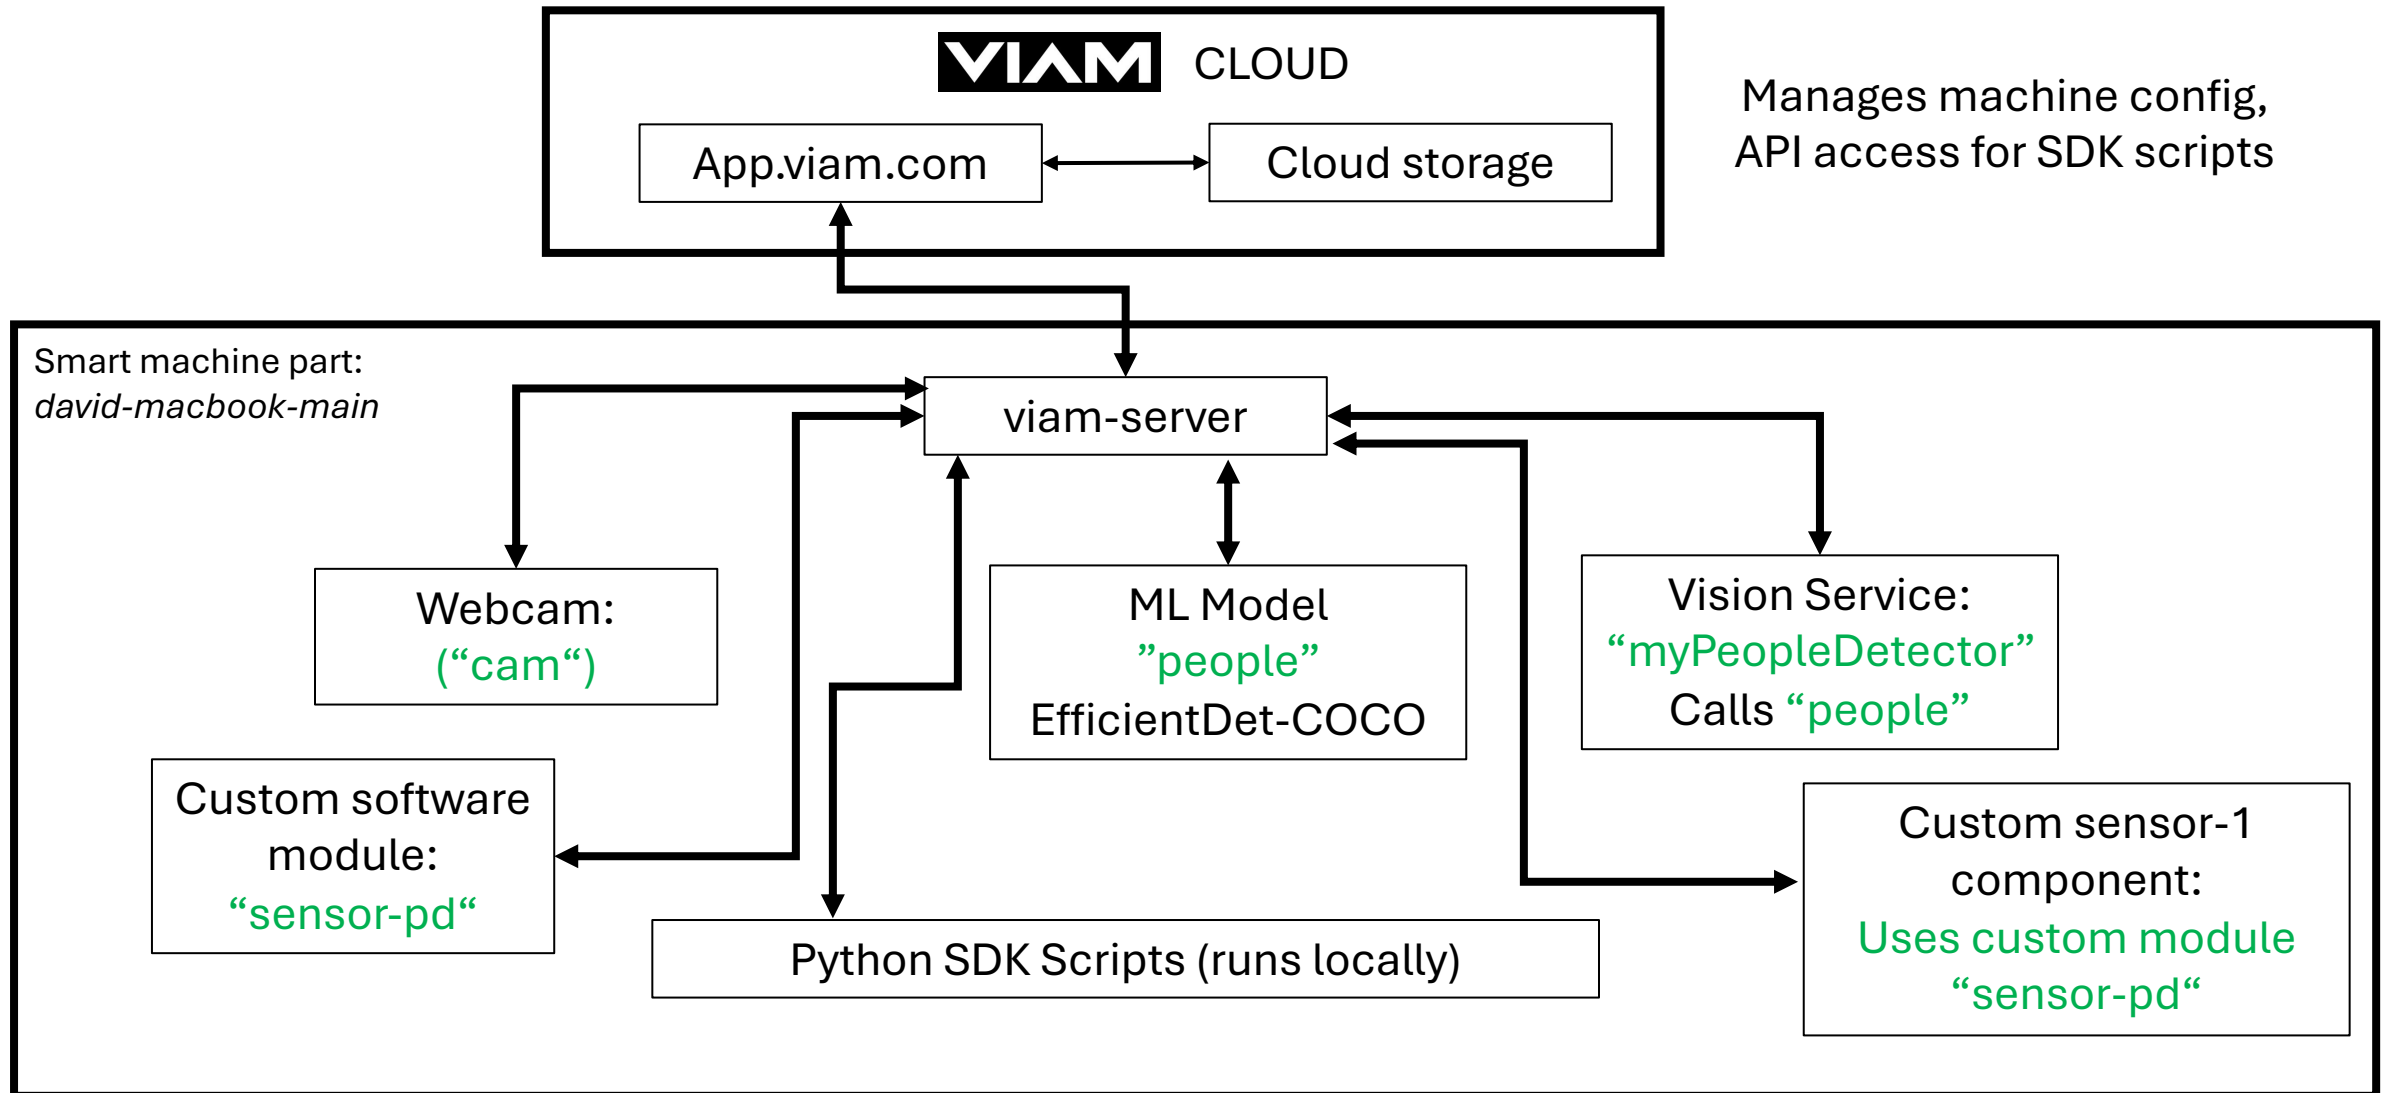 VIAM CLOUD
App.viam.com
Cloud storage
Manages machine config,
API access for SDK scripts
Smart machine part:
david-macbook-main
viam-server
Webcam:
(“cam“)
ML Model
”people”
EfficientDet-COCO
Vision Service:
“myPeopleDetector”
Calls “people”
Custom software
module:
“sensor-pd“
Custom sensor-1
component:
Uses custom module
“sensor-pd“
Python SDK Scripts (runs locally)